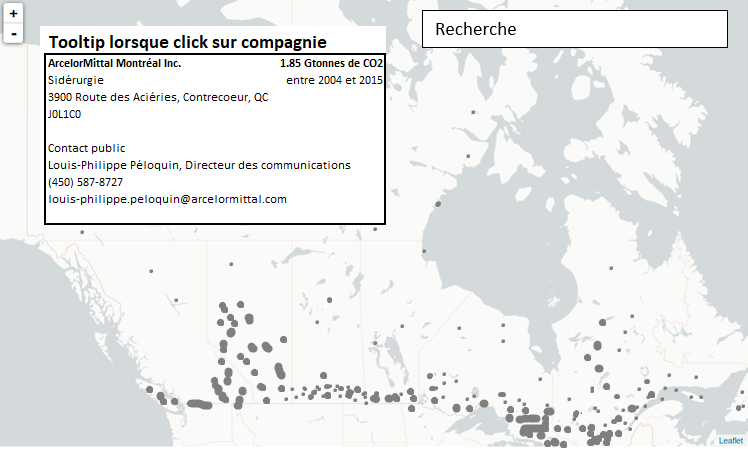 +
-
Tooltip lorsque click sur compagnie
Recherche
ArcelorMittal Montréal Inc. 1.85 Gtonnes de CO2
Sidérurgie entre 2004 et 2015
3900 Route des Aciéries, Contrecoeur, QC
J0L1C0
Contact public
Louis-Philippe Péloquin, Directeur des communications
(450) 587-8727
louis-philippe.peloquin@arcelormittal.com
Leaflet